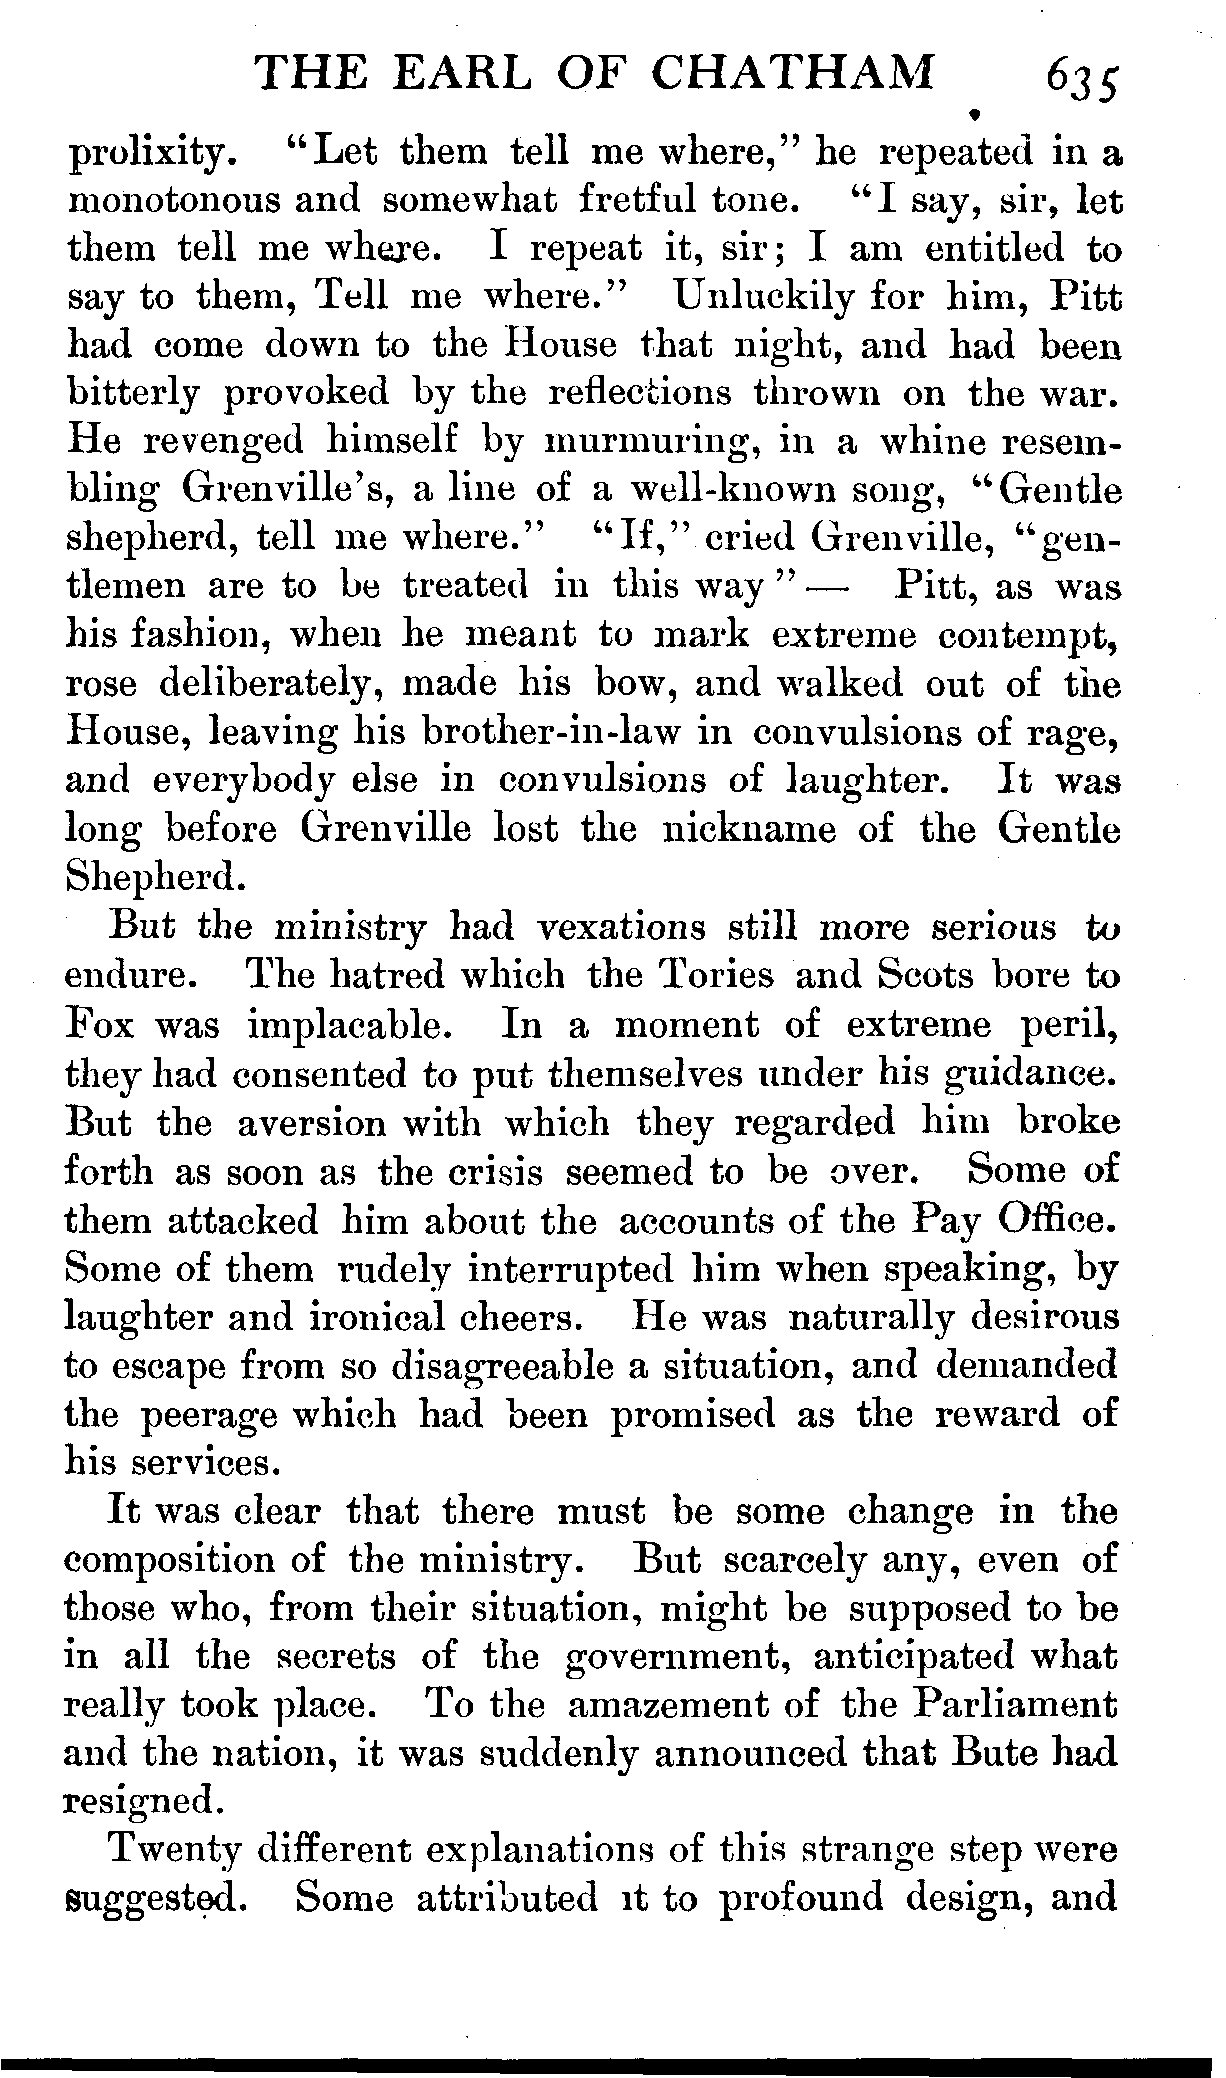 THE EARL OF CHATHAM 635
prolixity. "Let them tell me where," he repeated in a
monotonous and somewhat fretful tone. "I say, sir, let
them tell me where. I repeat it, sir; I am entitled to
say to them, Tell me where." Unluckily for him, Pitt
had come down to the House that night, and had been
bitterly provoked by the reflections thrown on the war.
He revenged himself by murmuring, in a whine resem-
bling Grenville's, a line of a well-known song, "Gentle
shepherd, tell me where." "If," cried Grenville, "gen-
tlemen are to be treated in this way"— Pitt, as was
his fashion, when he meant to mark extreme contempt,
rose deliberately, made his bow, and walked out of the
House, leaving his brother-in-law in convulsions of rage,
and everybody else in convulsions of laughter. It was
long before Grenville lost the nickname of the Gentle
Shepherd.
But the ministry had vexations still more serious to
endure. The hatred which the Tories and Scots bore to
Fox was implacable. In a moment of extreme peril,
they had consented to put themselves under his guidance.
But the aversion with which they regarded him broke
forth as soon as the crisis seemed to be over. Some of
them attacked him about the accounts of the Pay Office.
Some of them rudely interrupted him when speaking, by
laughter and ironical cheers. He was naturally desirous
to escape from so disagreeable a situation, and demanded
the peerage which had been promised as the reward of
his services.
It was clear that there must be some change in the
composition of the ministry. But scarcely any, even of
those who, from their situation, might be supposed to be
in all the secrets of the government, anticipated what
really took place. To the amazement of the Parliament
and the nation, it was suddenly announced that Bute had
resigned.
Twenty different explanations of this strange step were
suggested. Some attributed it to profound design, and